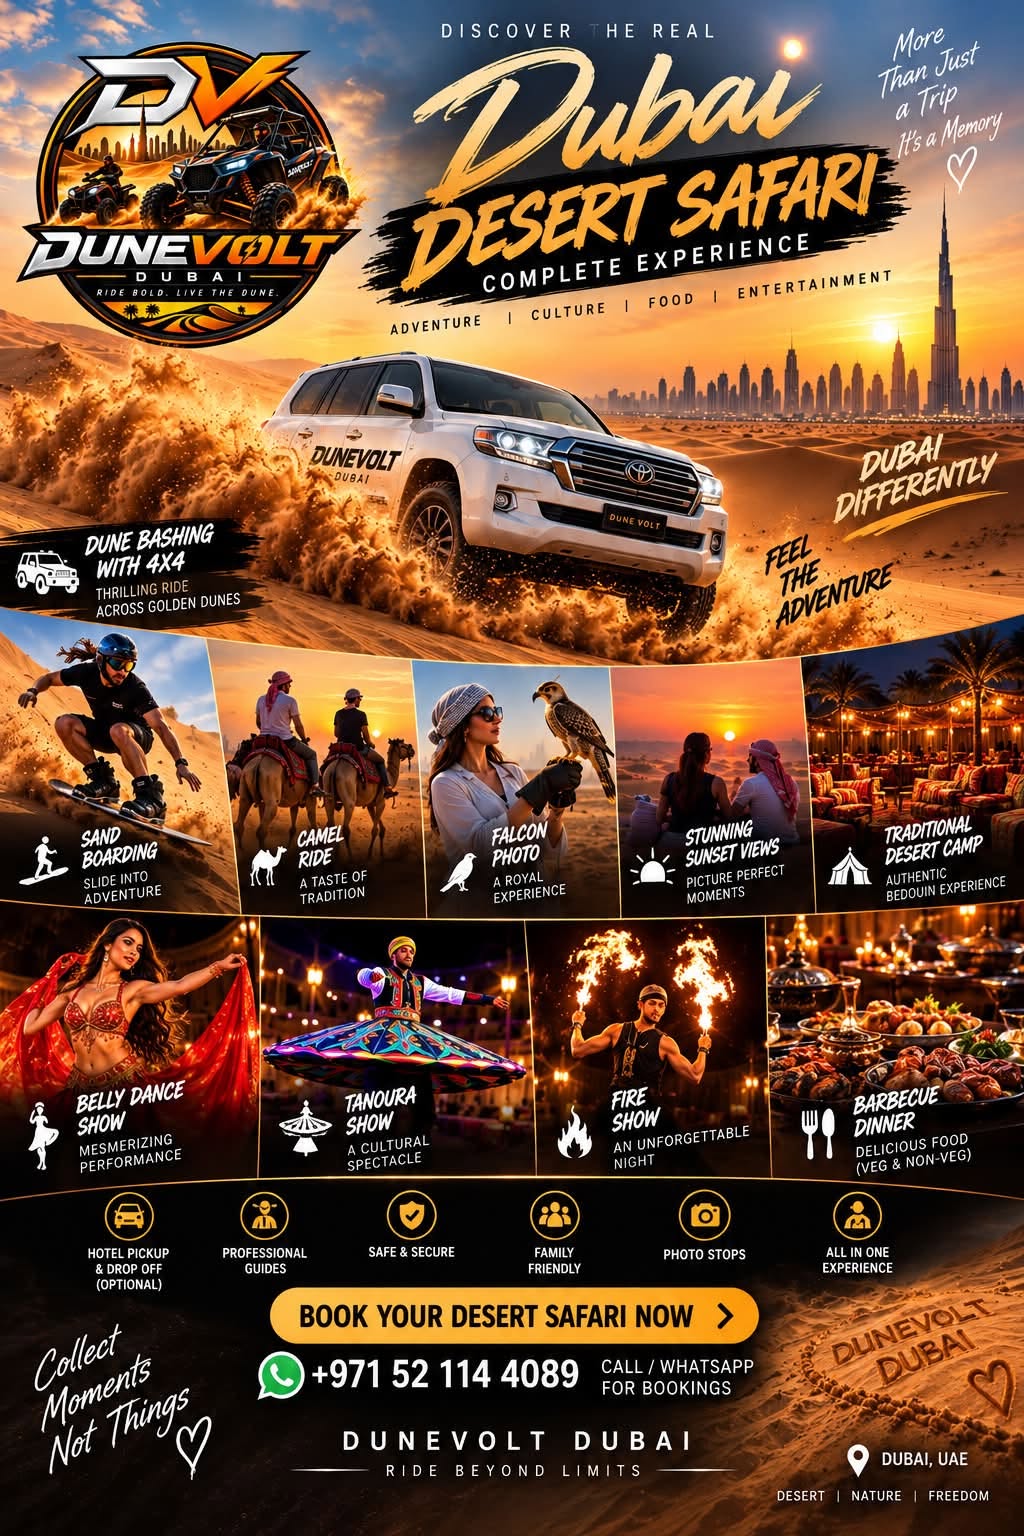 DISCOVER THE REAL
Dubai
DESERT SAFARI
COMPLETE EXPERIENCE
ADVENTURE | CULTURE | FOOD | ENTERTAINMENT
More
Than Just
a Trip
It's a Memory
DV
DUNEVOLT
DUBAI
RIDE BOLD. LIVE THE DUNE.
DUNEVOLT
DUBAI
DUNE VOLT
DUBAI
DIFFERENTLY
FEEL
THE
ADVENTURE
DUNE BASHING
WITH 4X4
THRILLING RIDE
ACROSS GOLDEN DUNES
SAND
BOARDING
SLIDE INTO
ADVENTURE
CAMEL
RIDE
A TASTE OF
TRADITION
FALCON
PHOTO
A ROYAL
EXPERIENCE
STUNNING
SUNSET VIEWS
PICTURE PERFECT
MOMENTS
TRADITIONAL
DESERT CAMP
AUTHENTIC
BEDOUIN EXPERIENCE
BELLY DANCE
SHOW
MESMERIZING
PERFORMANCE
TANOURA
SHOW
A CULTURAL
SPECTACLE
FIRE
SHOW
AN UNFORGETTABLE
NIGHT
BARBECUE
DINNER
DELICIOUS FOOD
(VEG & NON-VEG)
HOTEL PICKUP
& DROP OFF
(OPTIONAL)
PROFESSIONAL
GUIDES
SAFE & SECURE
FAMILY
FRIENDLY
PHOTO STOPS
ALL IN ONE
EXPERIENCE
BOOK YOUR DESERT SAFARI NOW
+971 52 114 4089
CALL / WHATSAPP
FOR BOOKINGS
Collect
Moments
Not Things
DUNEVOLT
DUBAI
DUNEVOLT DUBAI
RIDE BEYOND LIMITS
DUBAI, UAE
DESERT | NATURE | FREEDOM